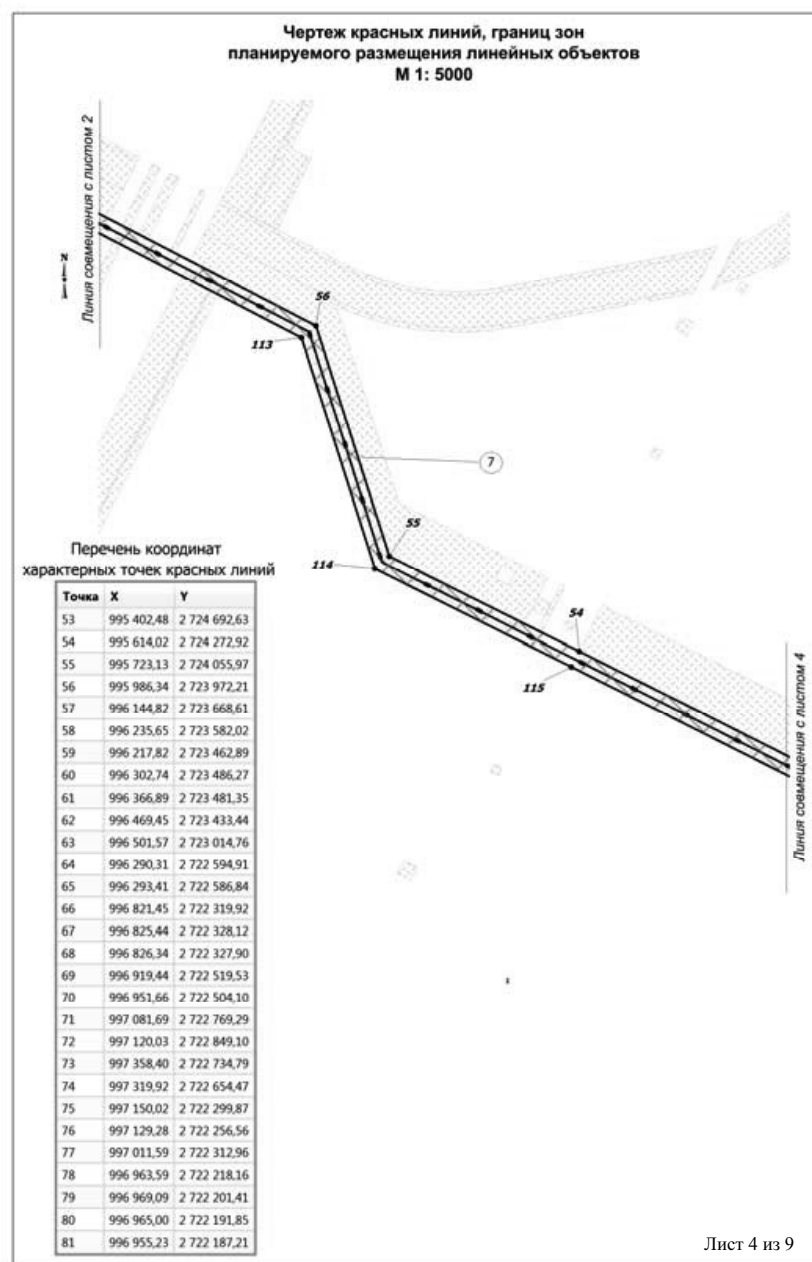 Чертеж красных линий, границ зон
планируемого размещения линейных объектов
М 1: 5000
Линия совмещения с листом 2
N
56
113
7
55
114
54
115
Линия совмещения с листом 4
Перечень координат
характерных точек красных линий
Точка X Y
53 995 402,48 2 724 692,63
54 995 614,02 2 724 272,92
55 995 723,13 2 724 055,97
56 995 986,34 2 723 972,21
57 996 144,82 2 723 668,61
58 996 235,65 2 723 582,02
59 996 217,82 2 723 462,89
60 996 302,74 2 723 486,27
61 996 366,89 2 723 481,35
62 996 469,45 2 723 433,44
63 996 501,57 2 723 014,76
64 996 290,31 2 722 594,91
65 996 293,41 2 722 586,84
66 996 821,45 2 722 319,92
67 996 825,44 2 722 328,12
68 996 826,34 2 722 327,90
69 996 919,44 2 722 519,53
70 996 951,66 2 722 504,10
71 997 081,69 2 722 769,29
72 997 120,03 2 722 849,10
73 997 358,40 2 722 734,79
74 997 319,92 2 722 654,47
75 997 150,02 2 722 299,87
76 997 129,28 2 722 256,56
77 997 011,59 2 722 312,96
78 996 963,59 2 722 218,16
79 996 969,09 2 722 201,41
80 996 965,00 2 722 191,85
81 996 955,23 2 722 187,21
Лист 4 из 9